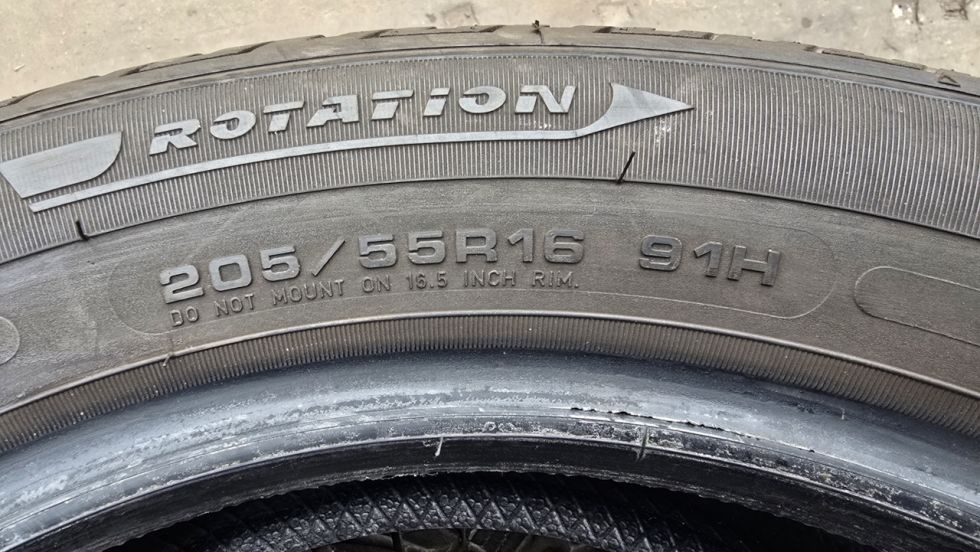 ROTATION
205/55R16 91H
DO NOT MOUNT ON 16.5 INCH RIM.